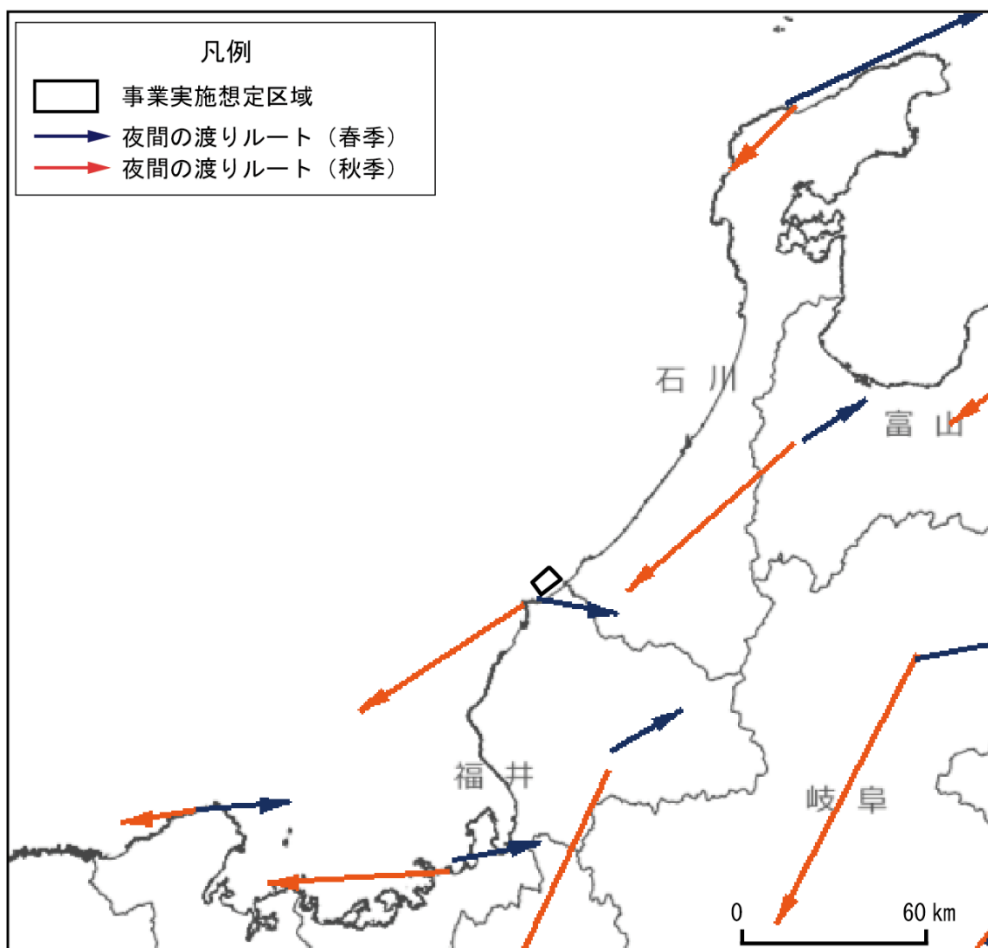 凡例
事業実施想定区域
夜間の渡りルート（春季）
夜間の渡りルート（秋季）
石川
富山
福井
岐阜
0 60 km